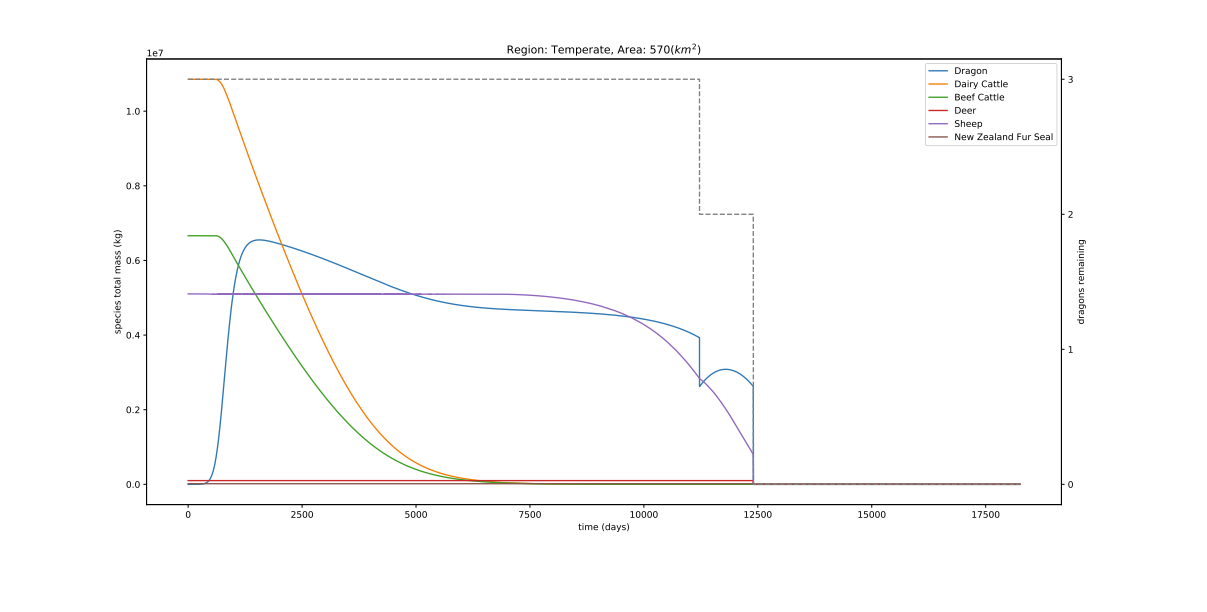 Region: Temperate, Area: 570(km²)
1e7
1.0
0.8
0.6
0.4
0.2
0.0
species total mass (kg)
Dragon
Dairy Cattle
Beef Cattle
Deer
Sheep
New Zealand Fur Seal
3
2
1
0
dragons remaining
0 2500 5000 7500 10000 12500 15000 17500
time (days)